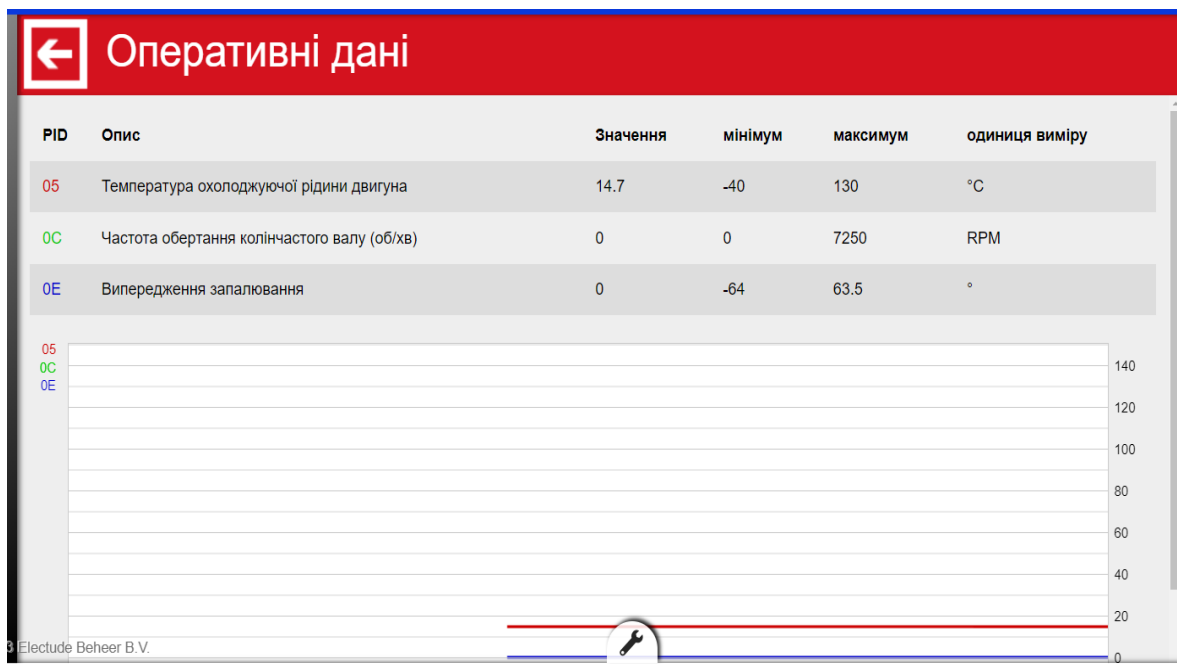 Оперативні дані
PID Опис Значення мінімум максимум одиниця виміру
05 Температура охолоджуючої рідини двигуна 14.7 -40 130 °C
0C Частота обертання колінчастого валу (об/хв) 0 0 7250 RPM
0E Випередження запалювання 0 -64 63.5 °
05
0C
0E
140
120
100
80
60
40
20
0
3 Electude Beheer B.V.